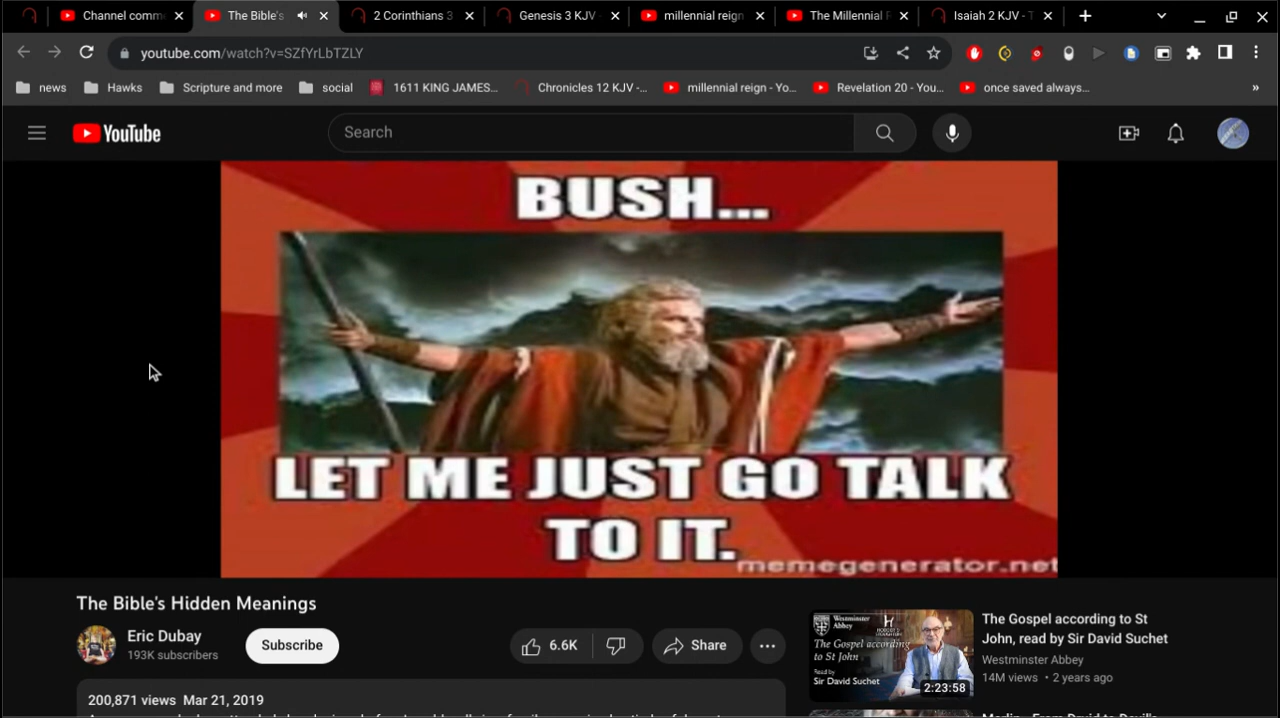 Channel comm
The Bible's
2 Corinthians 3
Genesis 3 KJV
millennial reign
The Millennial R
Isaiah 2 KJV - T
youtube.com/watch?v=SZfYrLbTZLY
news
Hawks
Scripture and more
social
1611 KING JAMES...
Chronicles 12 KJV -...
millennial reign - Yo...
Revelation 20 - You...
once saved always...
»
YouTube
Search
BUSH...
LET ME JUST GO TALK
TO IT.
memegenerator.net
The Bible's Hidden Meanings
Eric Dubay
193K subscribers
Subscribe
6.6K
Share
200,871 views Mar 21, 2019
Westminster
Abbey
The Gospel according
to St John
Read by
Sir David Suchet
2:23:58
The Gospel according to St
John, read by Sir David Suchet
Westminster Abbey
14M views • 2 years ago